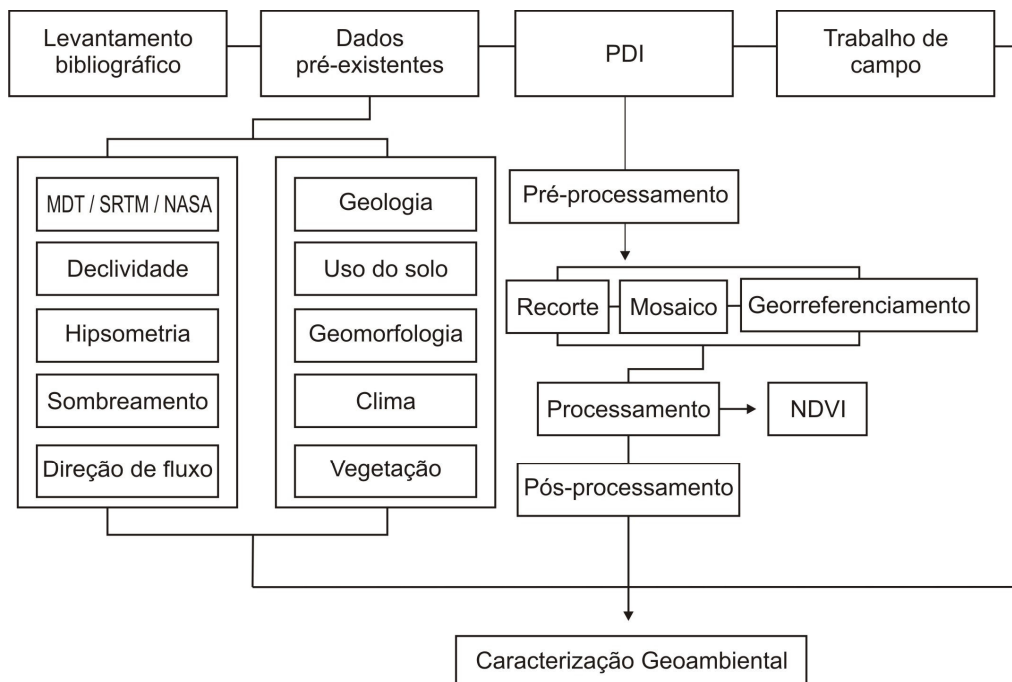 Levantamento
bibliográfico
Dados
pré-existentes
PDI
Trabalho de
campo
MDT / SRTM / NASA
Declividade
Hipsometria
Sombreamento
Direção de fluxo
Geologia
Uso do solo
Geomorfologia
Clima
Vegetação
Pré-processamento
Recorte
Mosaico
Georreferenciamento
Processamento
NDVI
Pós-processamento
Caracterização Geoambiental